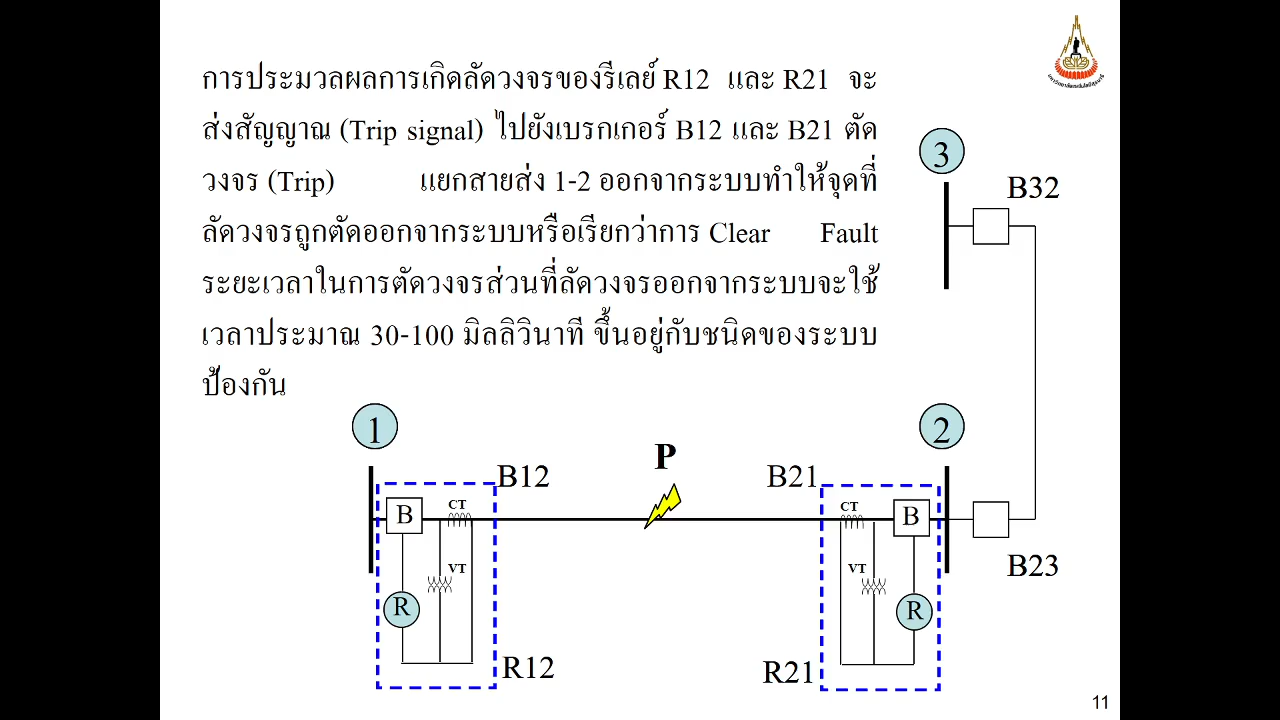 การประมวลผลการเกิดลัดวงจรของรีเลย์ R12 และ R21 จะ
ส่งสัญญาณ (Trip signal) ไปยังเบรกเกอร์ B12 และ B21 ตัด
วงจร (Trip) แยกสายส่ง 1-2 ออกจากระบบทำให้จุดที่
ลัดวงจรถูกตัดออกจากระบบหรือเรียกว่าการ Clear Fault
ระยะเวลาในการตัดวงจรส่วนที่ลัดวงจรออกจากระบบจะใช้
เวลาประมาณ 30-100 มิลลิวินาที ขึ้นอยู่กับชนิดของระบบ
ป้องกัน
3
B32
1
2
P
B12
B21
CT
CT
B
B
VT
VT
B23
R
R
R12
R21
11